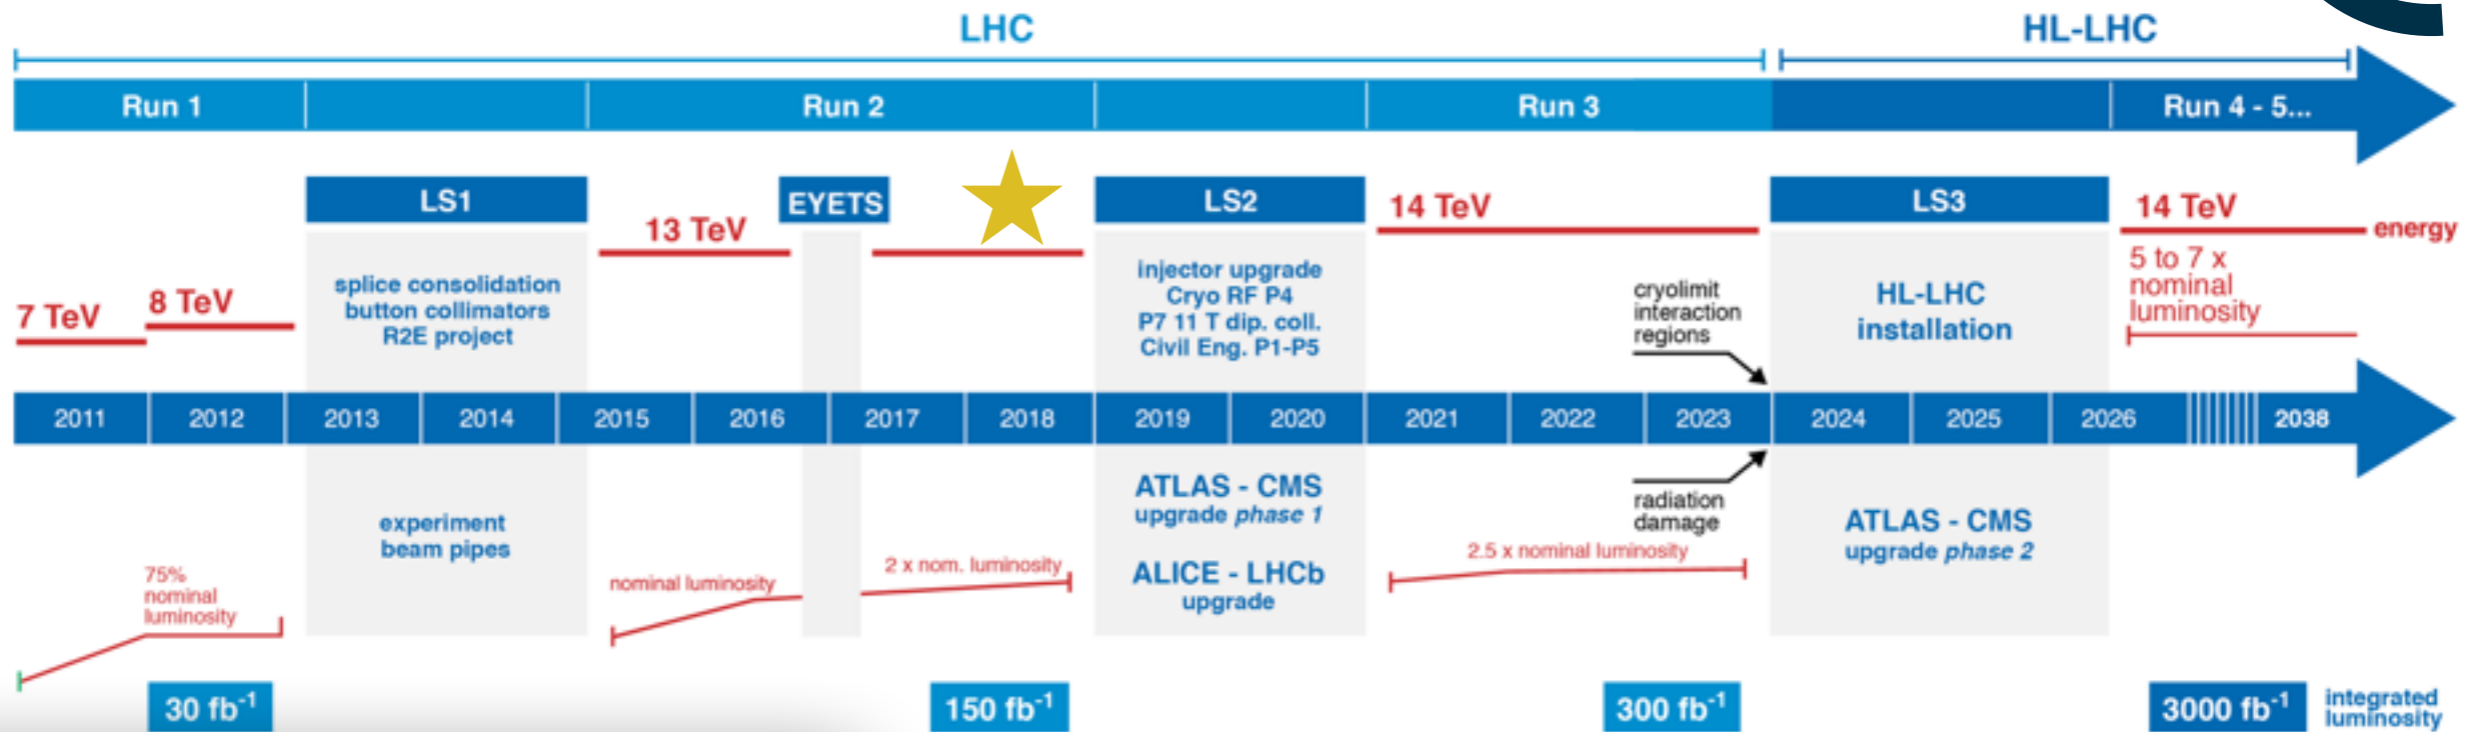 LHC
HL-LHC
Run 1
Run 2
Run 3
Run 4 - 5...
LS1
EYETS
LS2
LS3
13 TeV
14 TeV
14 TeV
energy
7 TeV
8 TeV
splice consolidation
button collimators
R2E project
injector upgrade
Cryo RF P4
P7 11 T dip. coll.
Civil Eng. P1-P5
cryolimit
interaction
regions
HL-LHC
installation
5 to 7 x
nominal
luminosity
2011
2012
2013
2014
2015
2016
2017
2018
2019
2020
2021
2022
2023
2024
2025
2026
2038
75%
nominal
luminosity
experiment
beam pipes
nominal luminosity
2 x nom. luminosity
ATLAS - CMS
upgrade phase 1
ALICE - LHCb
upgrade
2.5 x nominal luminosity
radiation
damage
ATLAS - CMS
upgrade phase 2
30 fb⁻¹
150 fb⁻¹
300 fb⁻¹
3000 fb⁻¹
integrated
luminosity